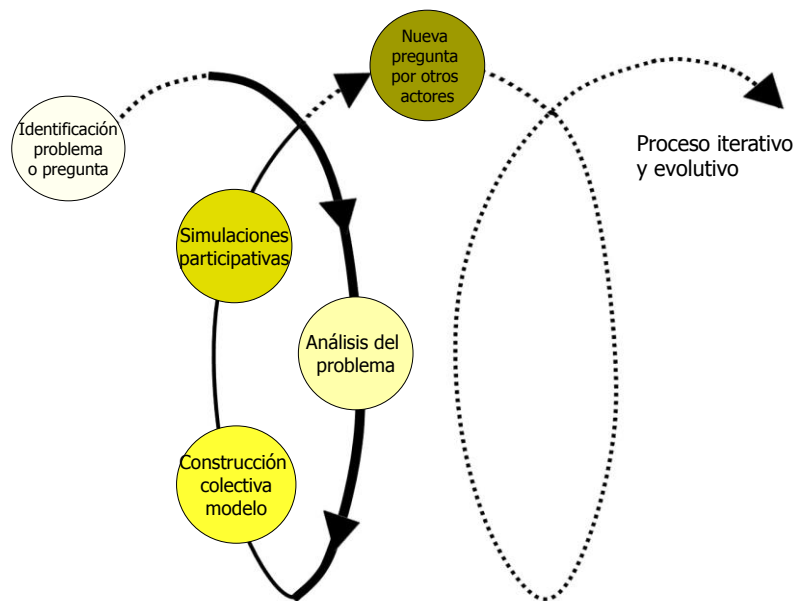 Identificación
problema
o pregunta
Nueva
pregunta
por otros
actores
Proceso iterativo
y evolutivo
Simulaciones
participativas
Análisis del
problema
Construcción
colectiva
modelo